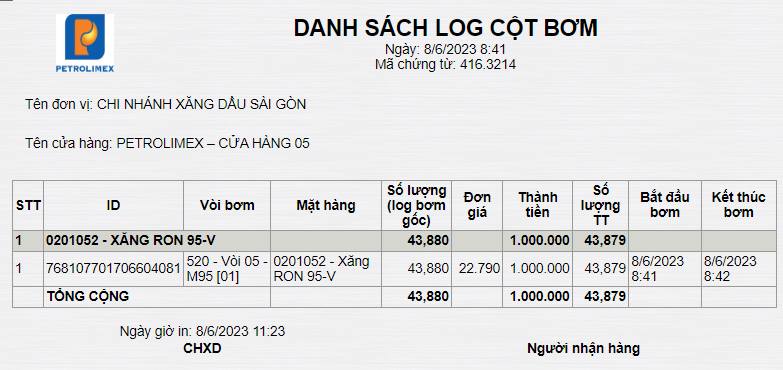 PETROLIMEX
DANH SÁCH LOG CỘT BƠM
Ngày: 8/6/2023 8:41
Mã chứng từ: 416.3214
Tên đơn vị: CHI NHÁNH XĂNG DẦU SÀI GÒN
Tên cửa hàng: PETROLIMEX – CỬA HÀNG 05
STT ID Vòi bơm Mặt hàng Số lượng (log bơm gốc) Đơn giá Thành tiền Số lượng TT Bắt đầu bơm Kết thúc bơm
1 0201052 - XĂNG RON 95-V 43,880 1.000.000 43,879
1 768107701706604081 520 - Vòi 05 - M95 [01] 0201052 - Xăng RON 95-V 43,880 22.790 1.000.000 43,879 8/6/2023 8:41 8/6/2023 8:42
TỔNG CỘNG 43,880 1.000.000 43,879
Ngày giờ in: 8/6/2023 11:23
CHXD Người nhận hàng